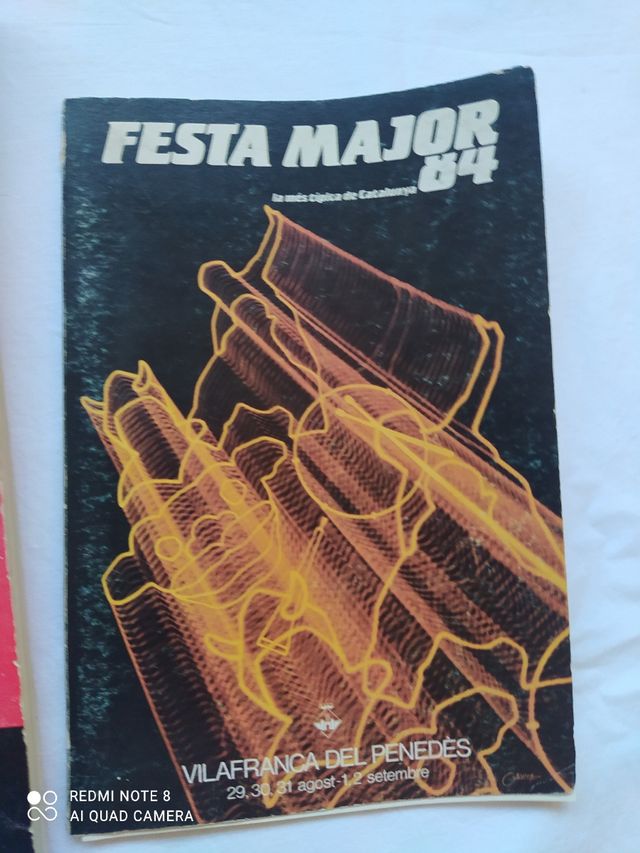 FESTA MAJOR
84
la més típica de Catalunya
VILAFRANCA DEL PENEDÈS
29, 30, 31 agost-1, 2 setembre
REDMI NOTE 8
AI QUAD CAMERA